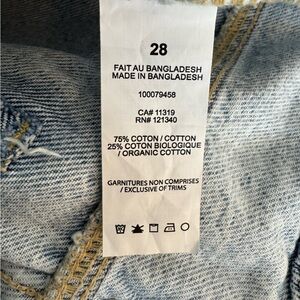 28
FAIT AU BANGLADESH
MADE IN BANGLADESH
100079458
CA# 11319
RN# 121340
75% COTON / COTTON
25% COTON BIOLOGIQUE
/ ORGANIC COTTON
GARNITURES NON COMPRISES
/ EXCLUSIVE OF TRIMS